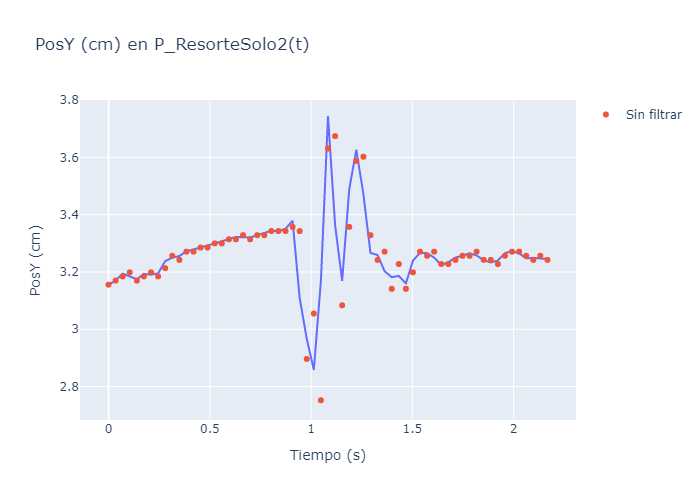 PosY (cm) en P_ResorteSolo2(t)
Sin filtrar
PosY (cm)
3.8
3.6
3.4
3.2
3
2.8
0
0.5
1
1.5
2
Tiempo (s)